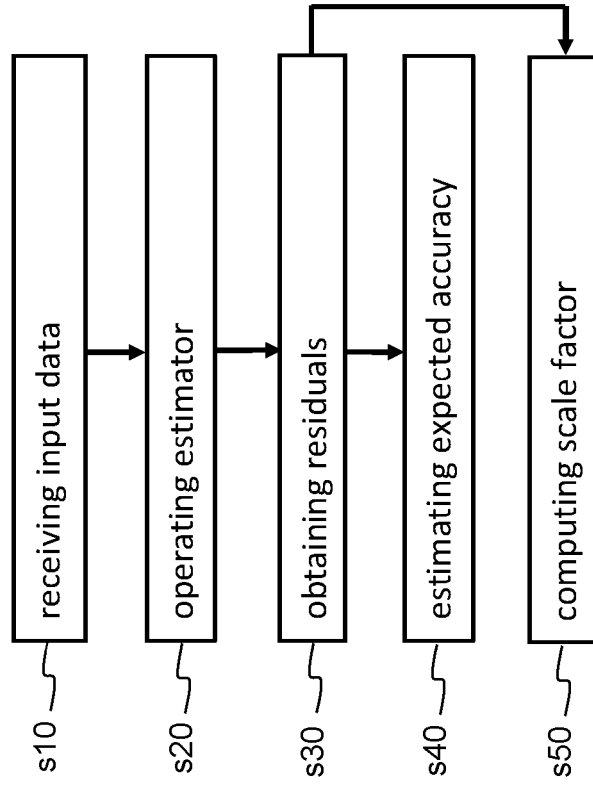 s10 receiving input data
s20 operating estimator
s30 obtaining residuals
s40 estimating expected accuracy
s50 computing scale factor